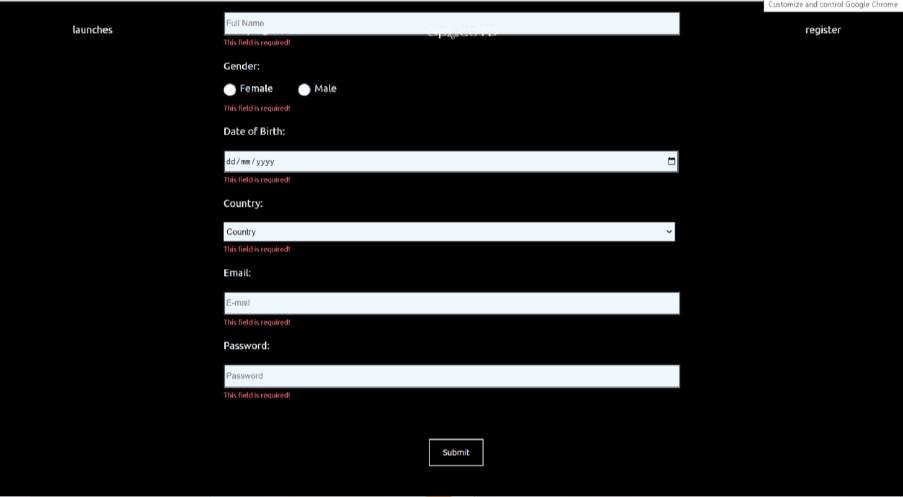 Customize and control Google Chrome
launches
register
Full Name
This field is required!
Gender:
Female Male
This field is required!
Date of Birth:
dd/mm/yyyy
This field is required!
Country:
Country
This field is required!
Email:
E-mail
This field is required!
Password:
Password
This field is required!
Submit